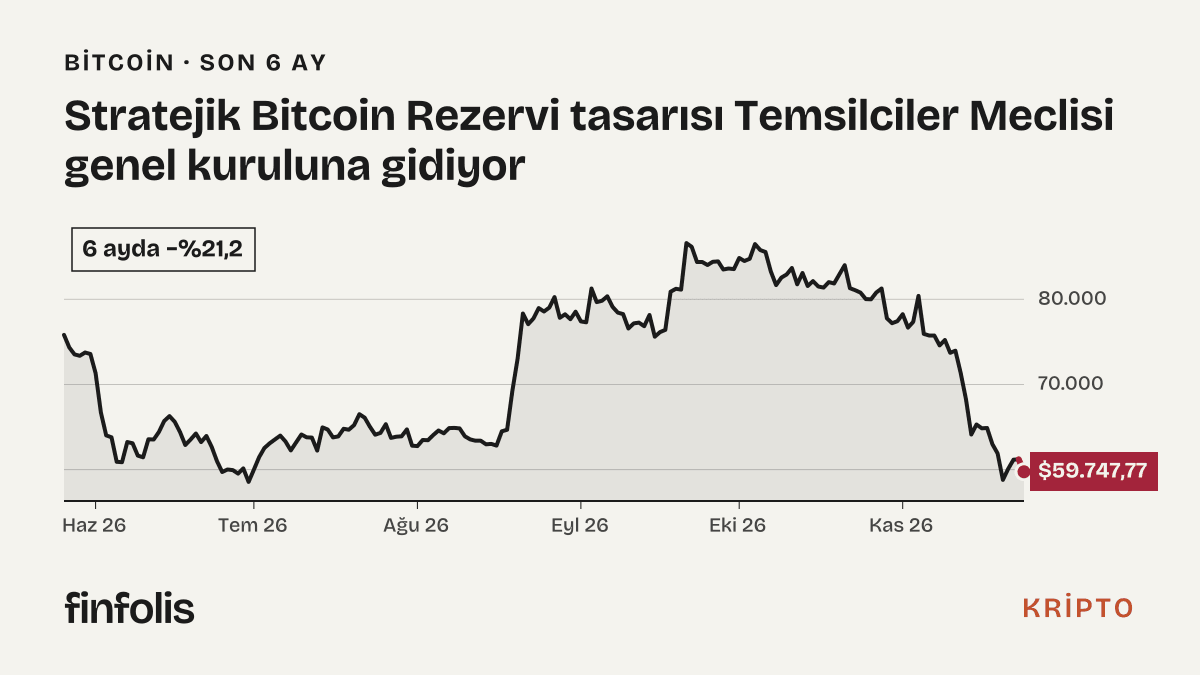 BİTCOİN · SON 6 AY
Stratejik Bitcoin Rezervi tasarısı Temsilciler Meclisi
genel kuruluna gidiyor
6 ayda −%21,2
80.000
70.000
$59.747,77
Haz 26 Tem 26 Ağu 26 Eyl 26 Eki 26 Kas 26
finfolis
KRİPTO